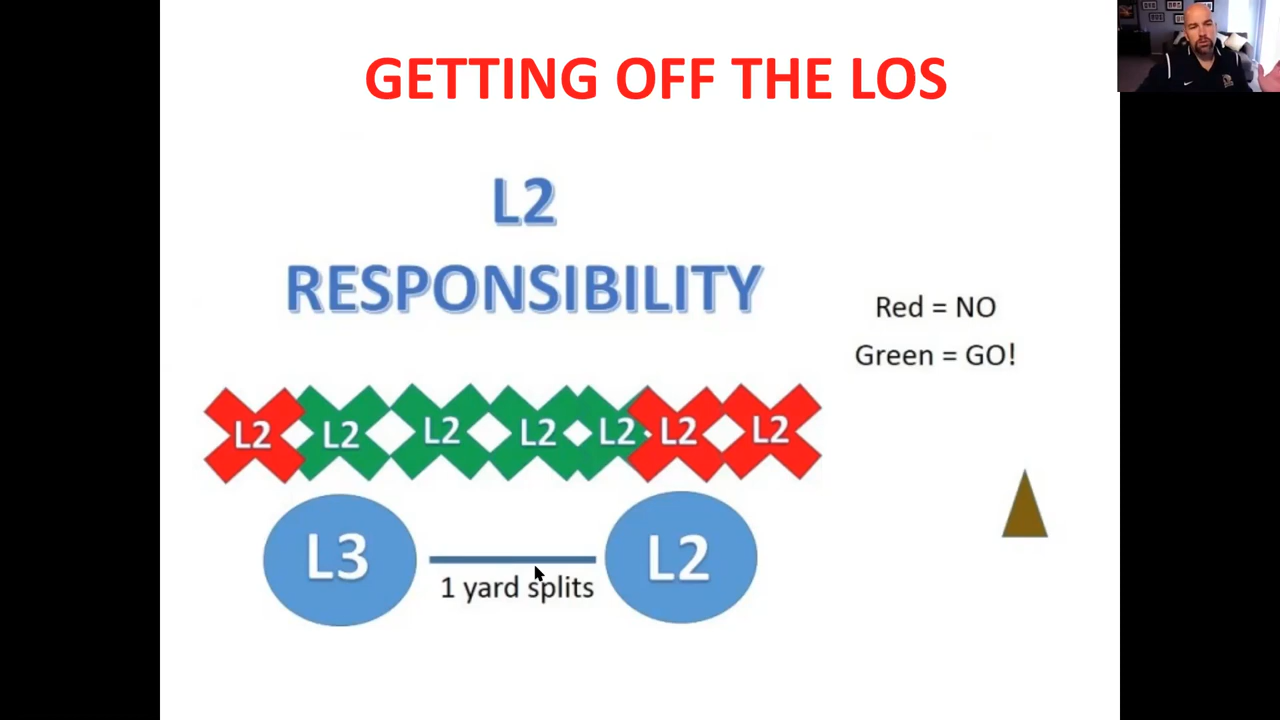 GETTING OFF THE LOS
L2
RESPONSIBILITY
Red = NO
Green = GO!
L2 L2 L2 L2 L2 L2 L2
L3 L2
1 yard splits